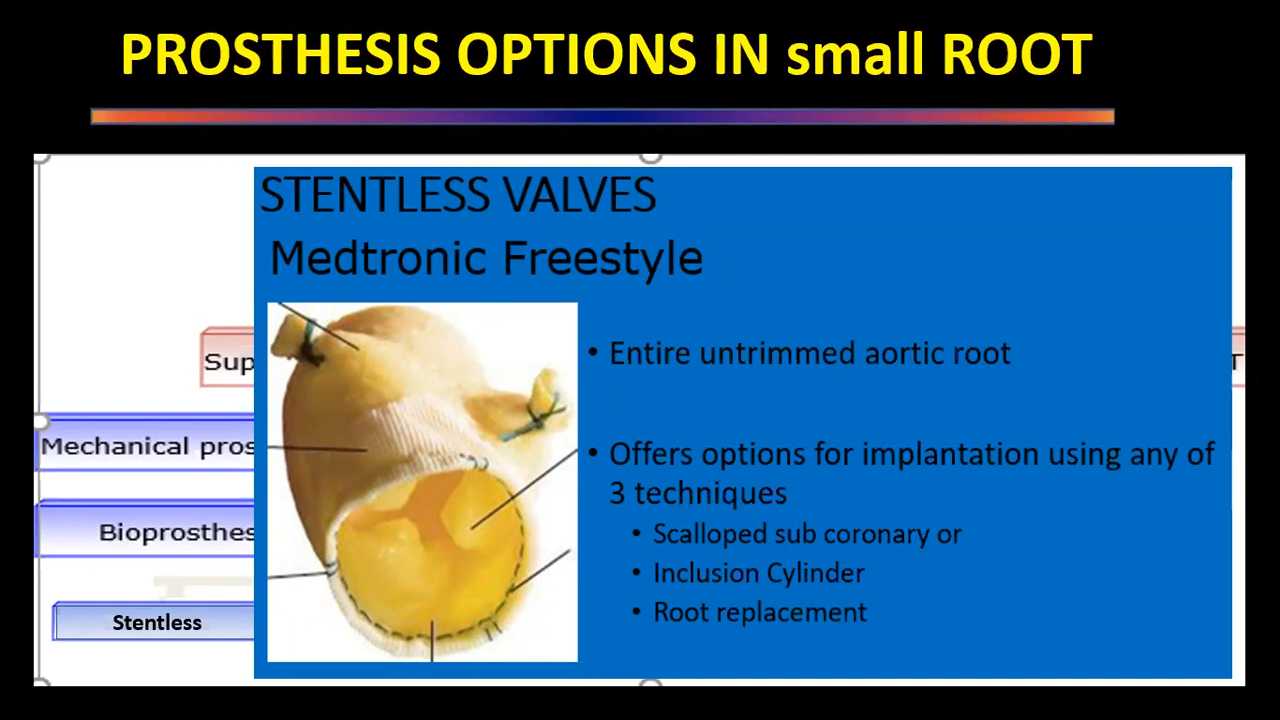 PROSTHESIS OPTIONS IN small ROOT
STENTLESS VALVES
Medtronic Freestyle
• Entire untrimmed aortic root
• Offers options for implantation using any of
3 techniques
• Scalloped sub coronary or
• Inclusion Cylinder
• Root replacement
Sup
Mechanical pros
Bioprosthes
Stentless
T